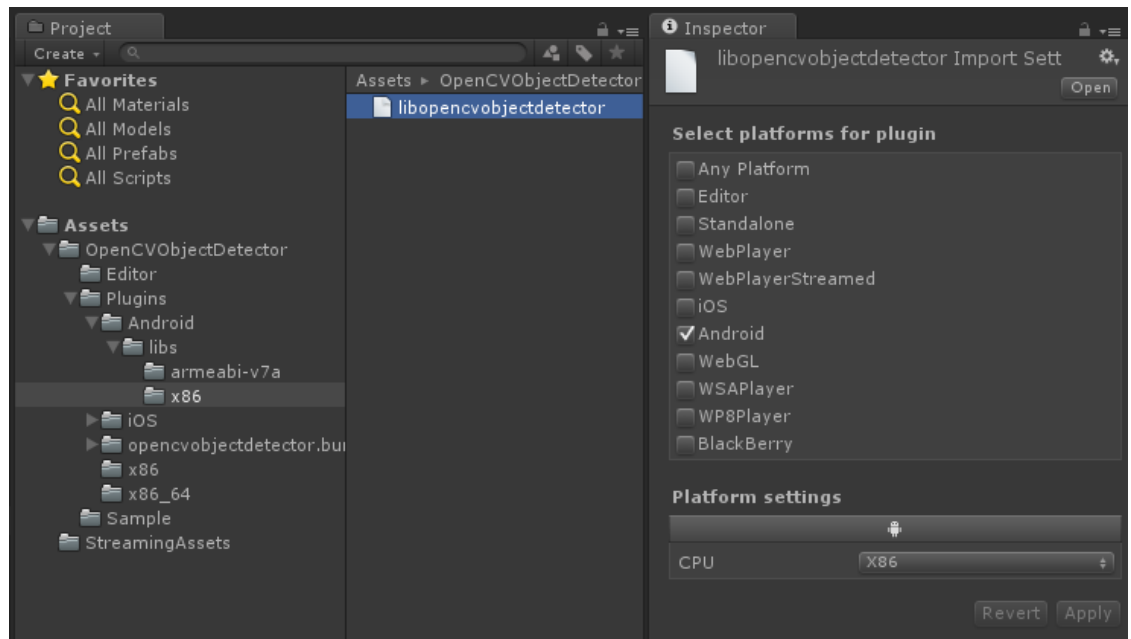 Project
Create
Favorites
All Materials
All Models
All Prefabs
All Scripts
Assets
OpenCVObjectDetector
Editor
Plugins
Android
libs
armeabi-v7a
x86
iOS
opencvobjectdetector.bu
x86
x86_64
Sample
StreamingAssets
Assets ▸ OpenCVObjectDetector
libopencvobjectdetector
Inspector
libopencvobjectdetector Import Sett
Open
Select platforms for plugin
Any Platform
Editor
Standalone
WebPlayer
WebPlayerStreamed
iOS
Android
WebGL
WSAPlayer
WP8Player
BlackBerry
Platform settings
CPU X86
Revert Apply